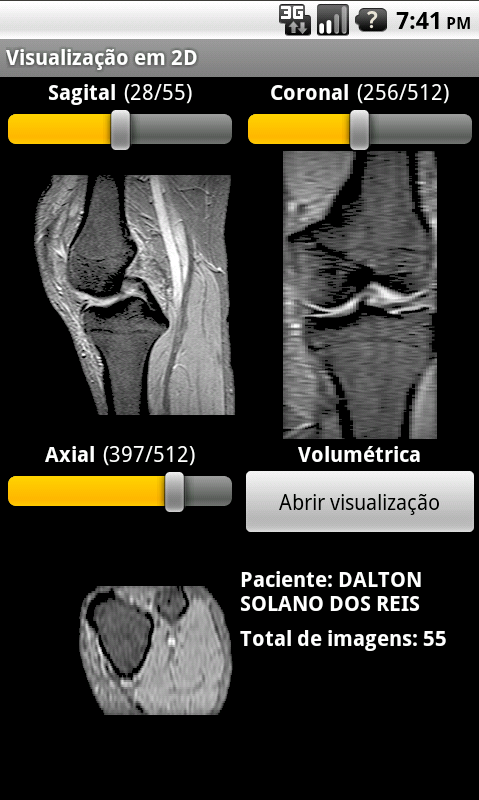 3G ? 7:41 PM
Visualização em 2D
Sagital (28/55)
Coronal (256/512)
Axial (397/512)
Volumétrica
Abrir visualização
Paciente: DALTON
SOLANO DOS REIS
Total de imagens: 55